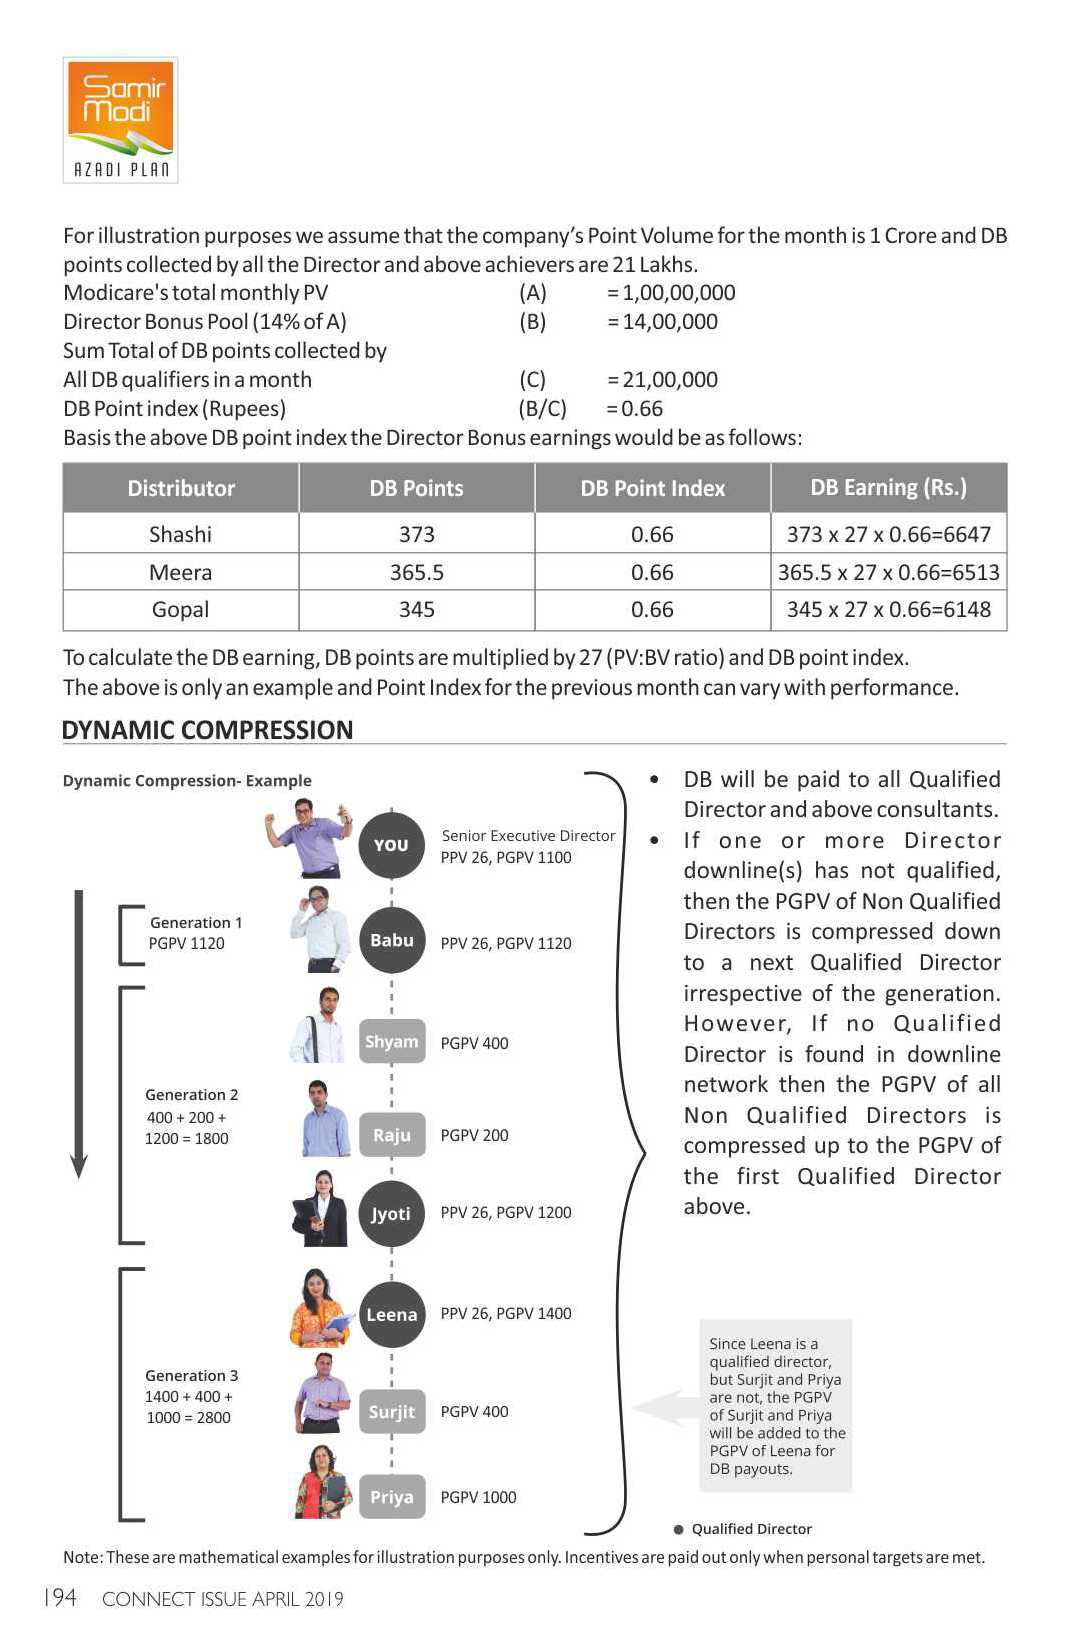 Samir
Modi
AZADI PLAN
For illustration purposes we assume that the company's Point Volume for the month is 1 Crore and DB
points collected by all the Director and above achievers are 21 Lakhs.
Modicare's total monthly PV (A) = 1,00,00,000
Director Bonus Pool (14% of A) (B) = 14,00,000
Sum Total of DB points collected by
All DB qualifiers in a month (C) = 21,00,000
DB Point index (Rupees) (B/C) = 0.66
Basis the above DB point index the Director Bonus earnings would be as follows:
Distributor DB Points DB Point Index DB Earning (Rs.)
Shashi 373 0.66 373 x 27 x 0.66=6647
Meera 365.5 0.66 365.5 x 27 x 0.66=6513
Gopal 345 0.66 345 x 27 x 0.66=6148
To calculate the DB earning, DB points are multiplied by 27 (PV:BV ratio) and DB point index.
The above is only an example and Point Index for the previous month can vary with performance.
DYNAMIC COMPRESSION
Dynamic Compression- Example
YOU
Senior Executive Director
PPV 26, PGPV 1100
Generation 1
PGPV 1120
Babu
PPV 26, PGPV 1120
Shyam
PGPV 400
Generation 2
400 + 200 +
1200 = 1800
Raju
PGPV 200
Jyoti
PPV 26, PGPV 1200
Leena
PPV 26, PGPV 1400
Generation 3
1400 + 400 +
1000 = 2800
Surjit
PGPV 400
Priya
PGPV 1000
• DB will be paid to all Qualified
Director and above consultants.
• If one or more Director
downline(s) has not qualified,
then the PGPV of Non Qualified
Directors is compressed down
to a next Qualified Director
irrespective of the generation.
However, If no Qualified
Director is found in downline
network then the PGPV of all
Non Qualified Directors is
compressed up to the PGPV of
the first Qualified Director
above.
Since Leena is a
qualified director,
but Surjit and Priya
are not, the PGPV
of Surjit and Priya
will be added to the
PGPV of Leena for
DB payouts.
● Qualified Director
Note: These are mathematical examples for illustration purposes only. Incentives are paid out only when personal targets are met.
194 CONNECT ISSUE APRIL 2019